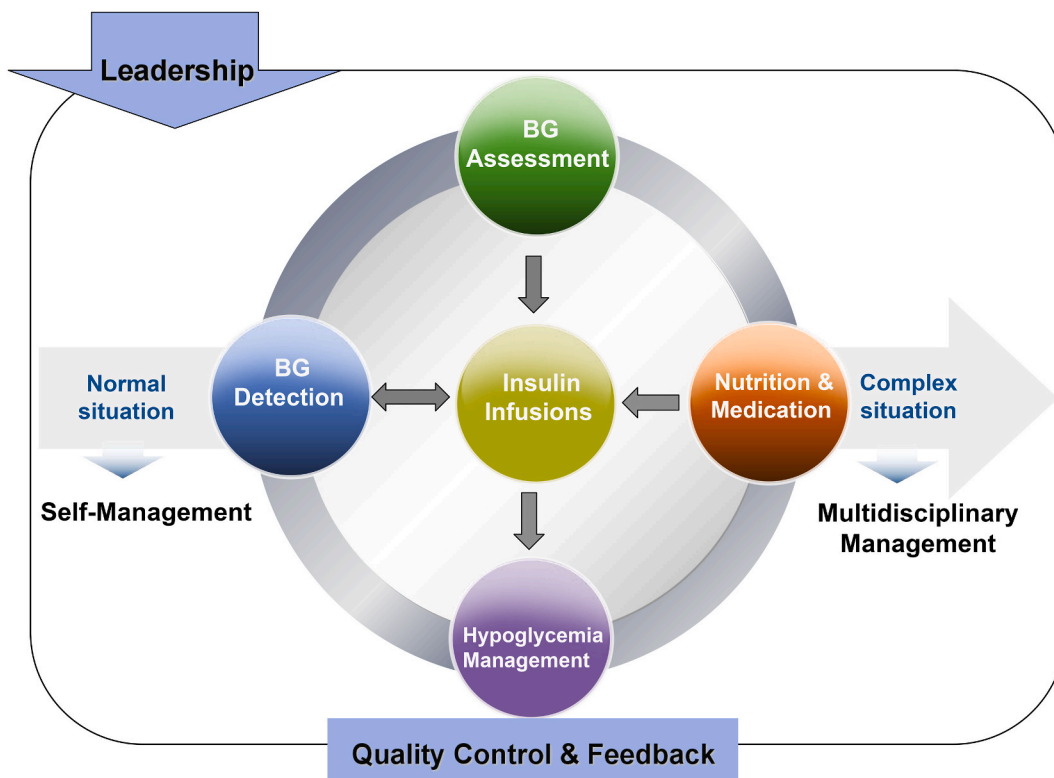 Leadership
BG
Assessment
Normal
situation
BG
Detection
Insulin
Infusions
Nutrition &
Medication
Complex
situation
Self-Management
Multidisciplinary
Management
Hypoglycemia
Management
Quality Control & Feedback